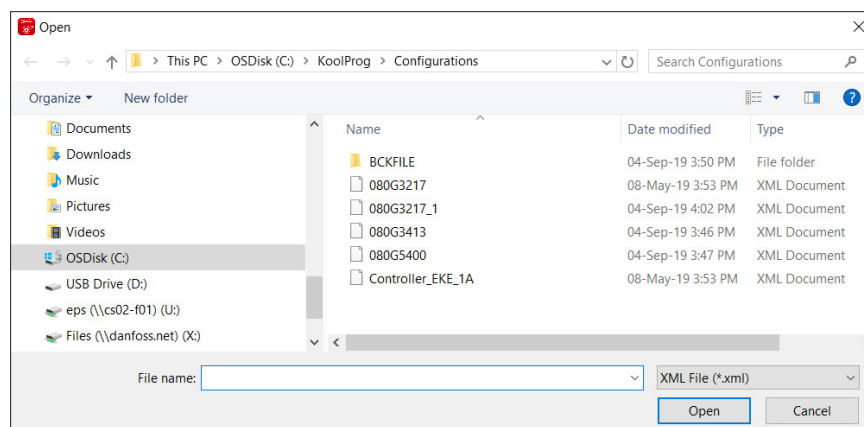 Open
This PC > OSDisk (C:) > KoolProg > Configurations
Search Configurations
Organize
New folder
Documents
Downloads
Music
Pictures
Videos
OSDisk (C:)
USB Drive (D:)
eps (\\cs02-f01) (U:)
Files (\\danfoss.net) (X:)
Name Date modified Type
BCKFILE 04-Sep-19 3:50 PM File folder
080G3217 08-May-19 3:53 PM XML Document
080G3217_1 04-Sep-19 4:02 PM XML Document
080G3413 04-Sep-19 3:46 PM XML Document
080G5400 04-Sep-19 3:47 PM XML Document
Controller_EKE_1A 08-May-19 3:53 PM XML Document
File name:
XML File (*.xml)
Open
Cancel